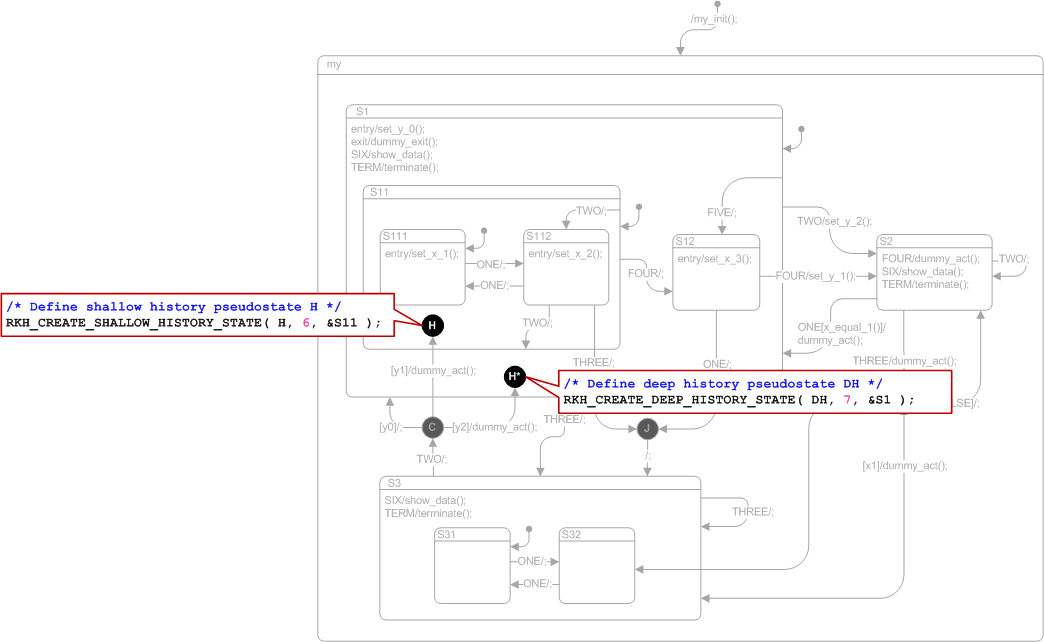 /my_init();
my
S1
entry/set_y_0();
exit/dummy_exit();
SIX/show_data();
TERM/terminate();
S11
TWO/;
FIVE/;
TWO/set_y_2();
S111
entry/set_x_1();
ONE/;
ONE/;
S112
entry/set_x_2();
FOUR/;
S12
entry/set_x_3();
FOUR/set_y_1();
S2
FOUR/dummy_act();
SIX/show_data();
TERM/terminate();
TWO/;
/* Define shallow history pseudostate H */
RKH_CREATE_SHALLOW_HISTORY_STATE( H, 6, &S11 );
H
TWO/;
ONE[x_equal_1()]/
dummy_act();
THREE/;
ONE/;
THREE/dummy_act();
[y1]/dummy_act();
H*
/* Define deep history pseudostate DH */
RKH_CREATE_DEEP_HISTORY_STATE( DH, 7, &S1 );
LSE]/;
[y0]/;
C
[y2]/dummy_act();
THREE/;
J
TWO/;
/;
[x1]/dummy_act();
S3
SIX/show_data();
TERM/terminate();
THREE/;
S31
S32
ONE/;
ONE/;